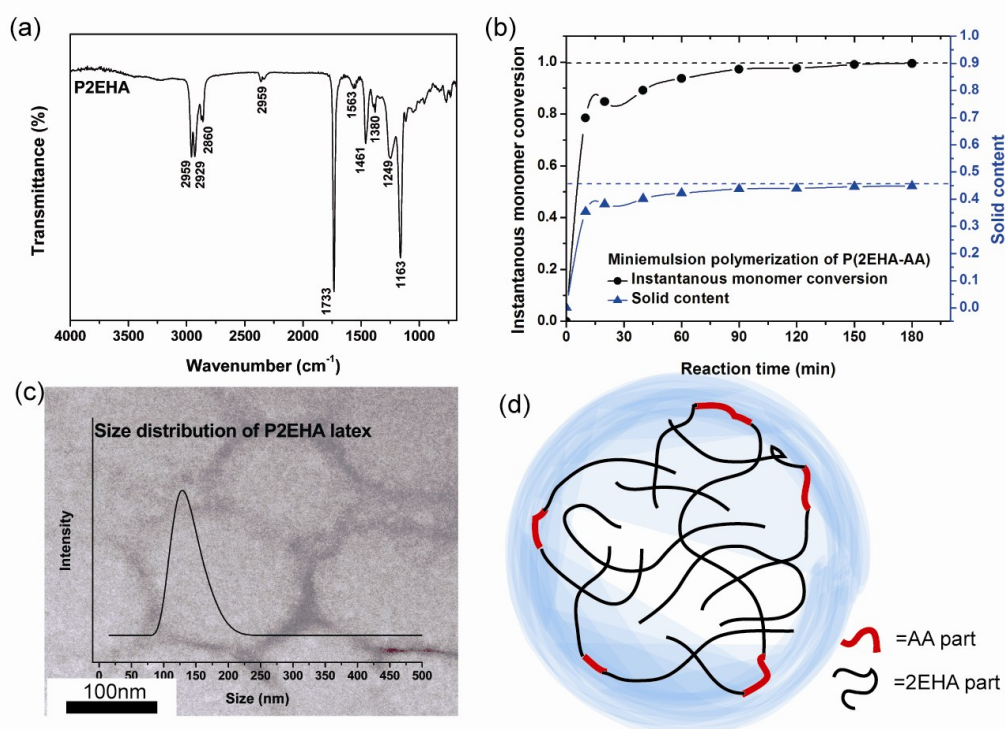 (a)
P2EHA
2959
2929
2860
2959
1733
1563
1461
1380
1249
1163
4000 3500 3000 2500 2000 1500 1000
Wavenumber (cm⁻¹)
Transmittance (%)
(b)
Instantanous monomer conversion
1.0
0.8
0.6
0.4
0.2
0.0
1.0
0.9
0.8
0.7
0.6
0.5
0.4
0.3
0.2
0.1
0.0
Solid content
Miniemulsion polymerization of P(2EHA-AA)
Instantanous monomer conversion
Solid content
0 30 60 90 120 150 180
Reaction time (min)
(c)
Size distribution of P2EHA latex
Intensity
0 50 100 150 200 250 300 350 400 450 500
Size (nm)
100nm
(d)
=AA part
=2EHA part